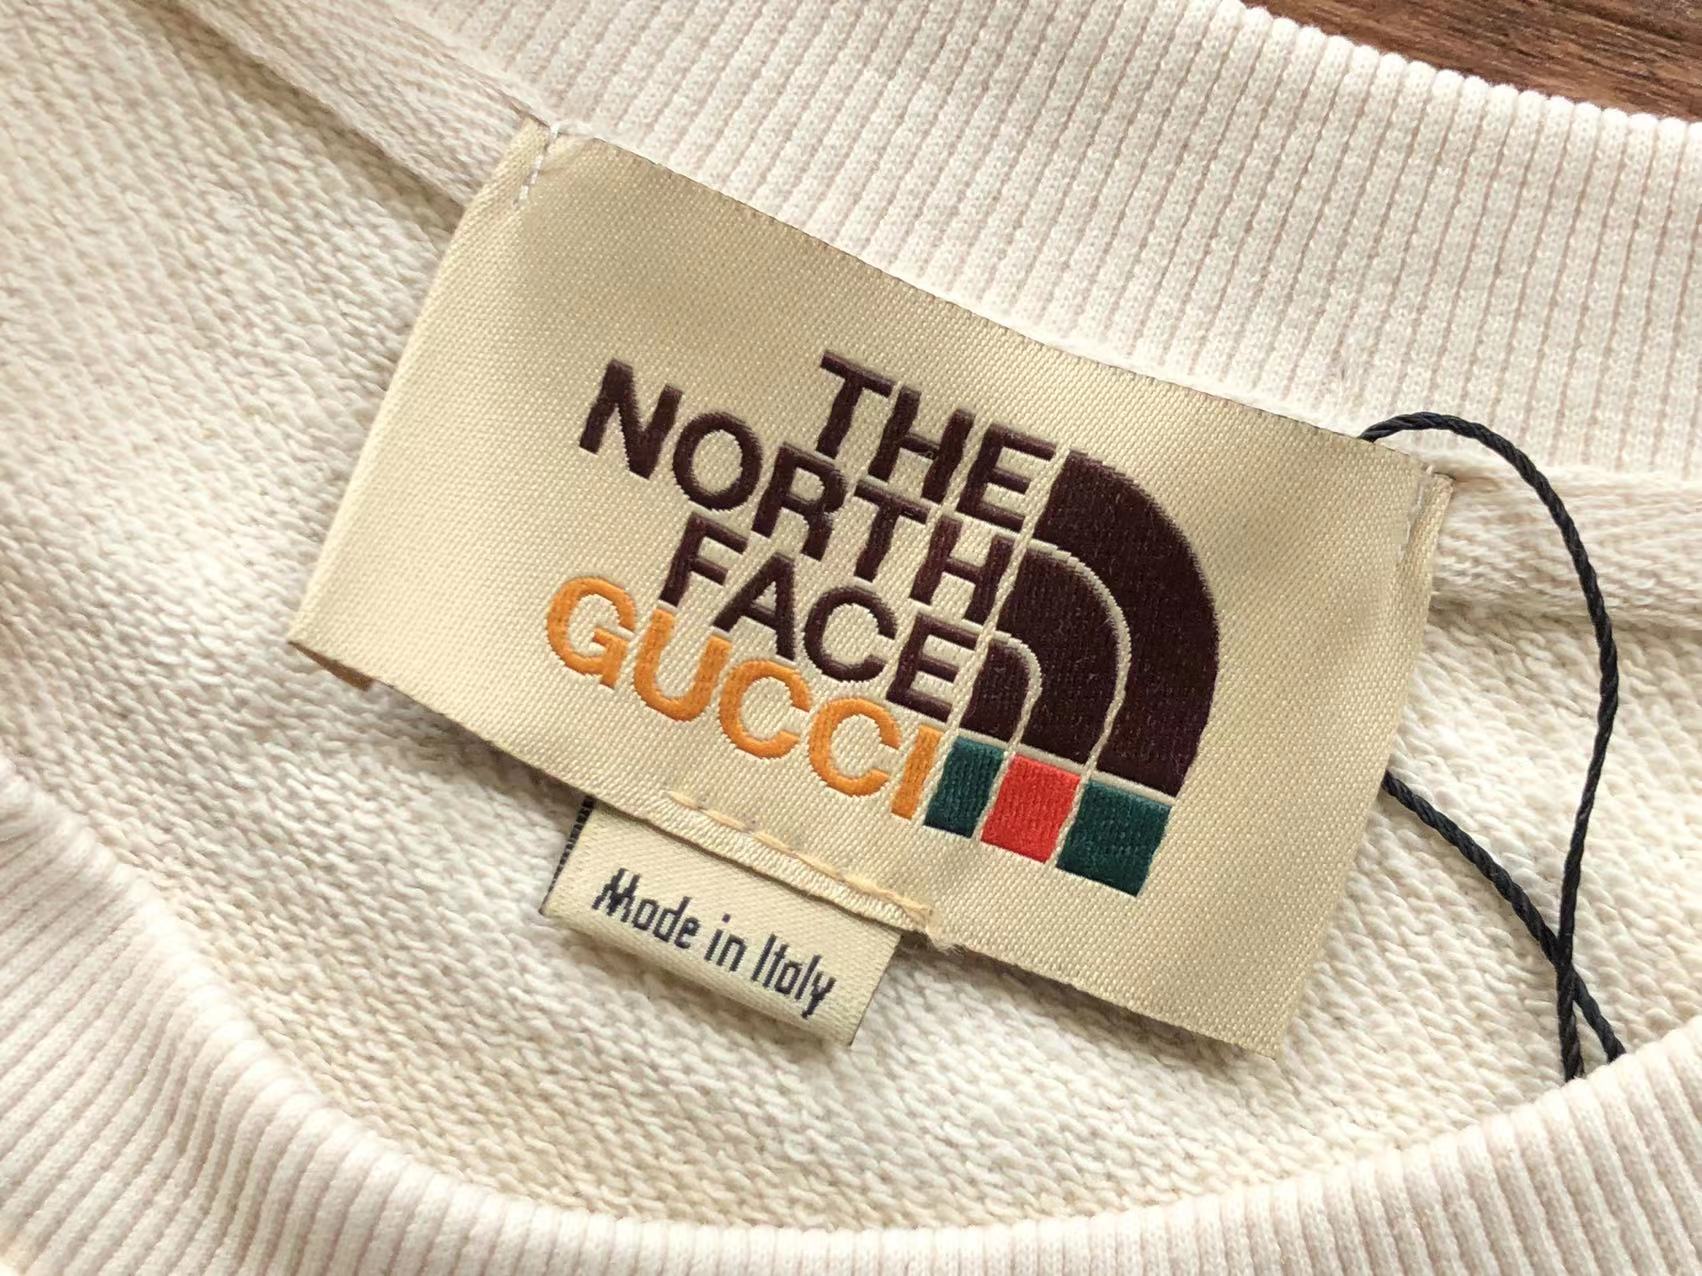 THE
NORTH
FACE
GUCCI
Made in Italy